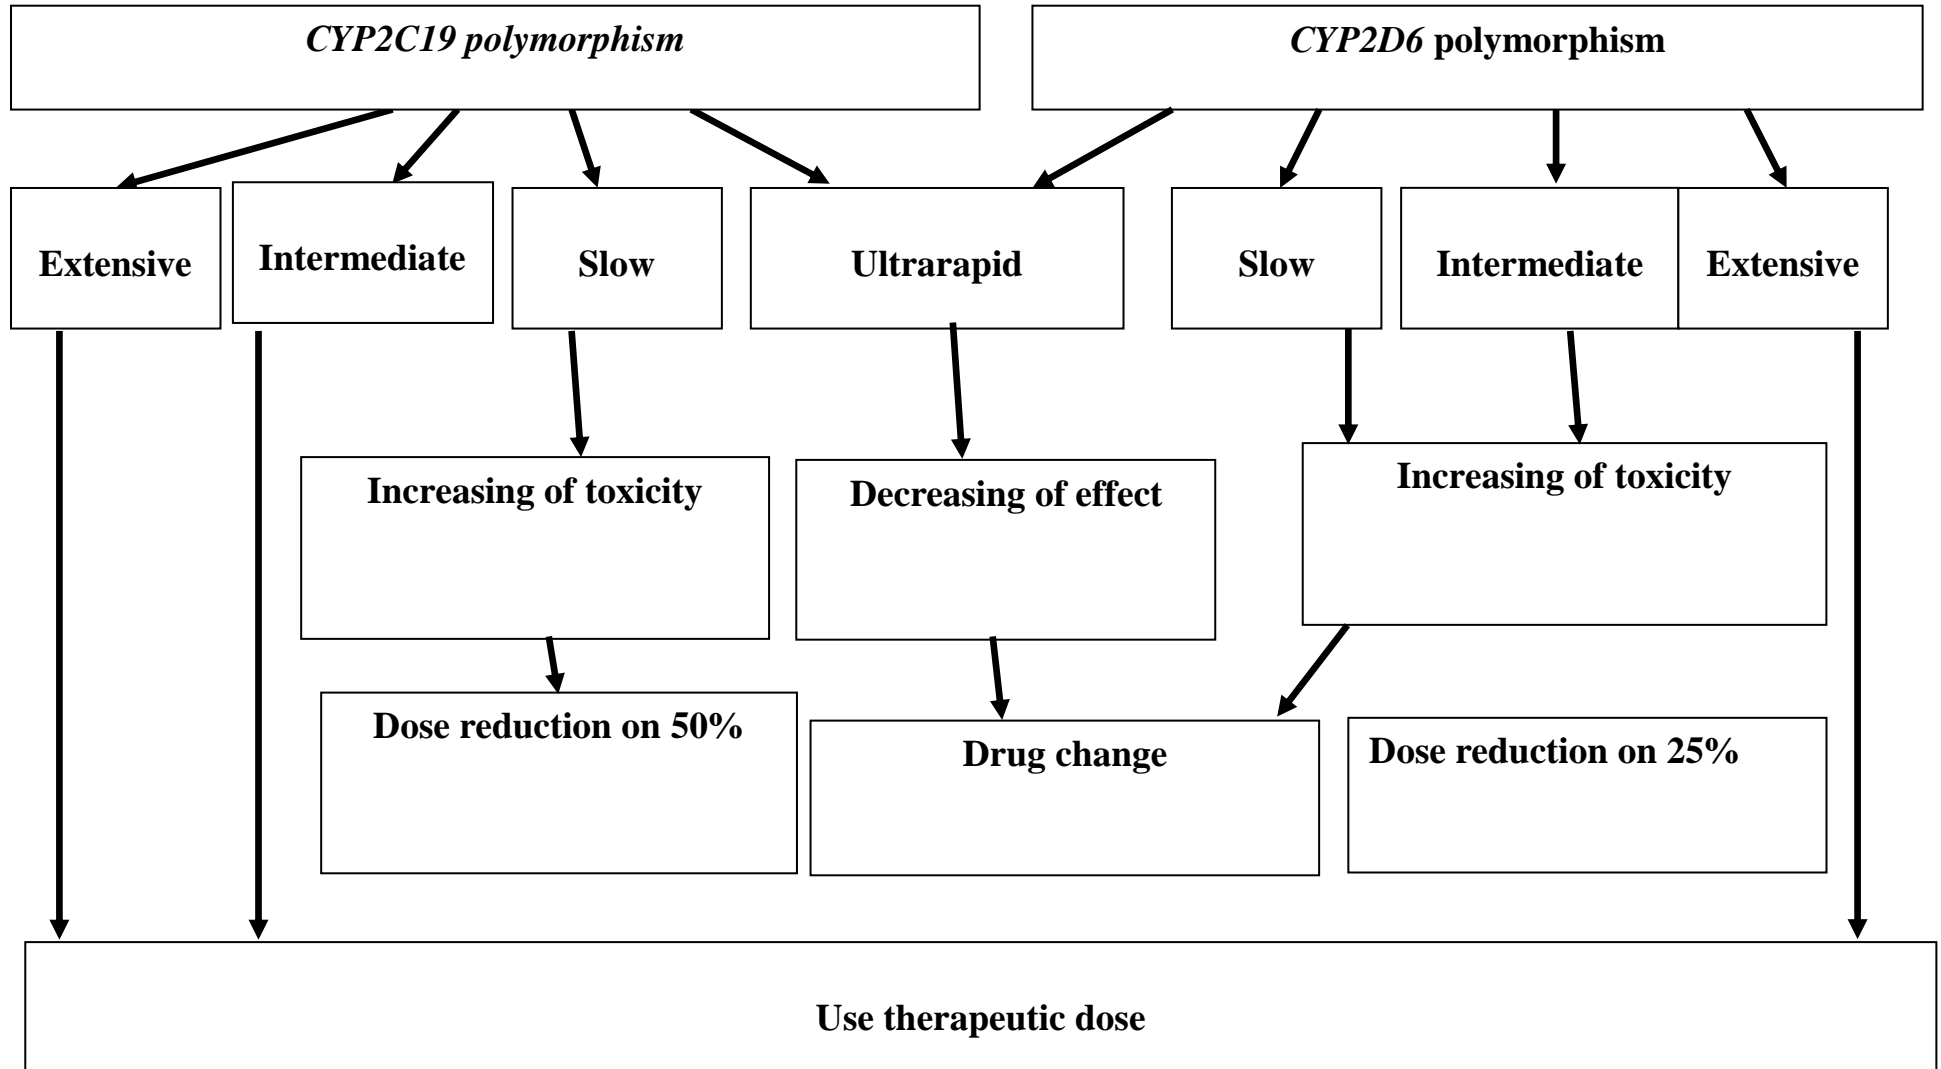 CYP2C19 polymorphism
CYP2D6 polymorphism
Extensive
Intermediate
Slow
Ultrarapid
Slow
Intermediate
Extensive
Increasing of toxicity
Decreasing of effect
Increasing of toxicity
Dose reduction on 50%
Drug change
Dose reduction on 25%
Use therapeutic dose